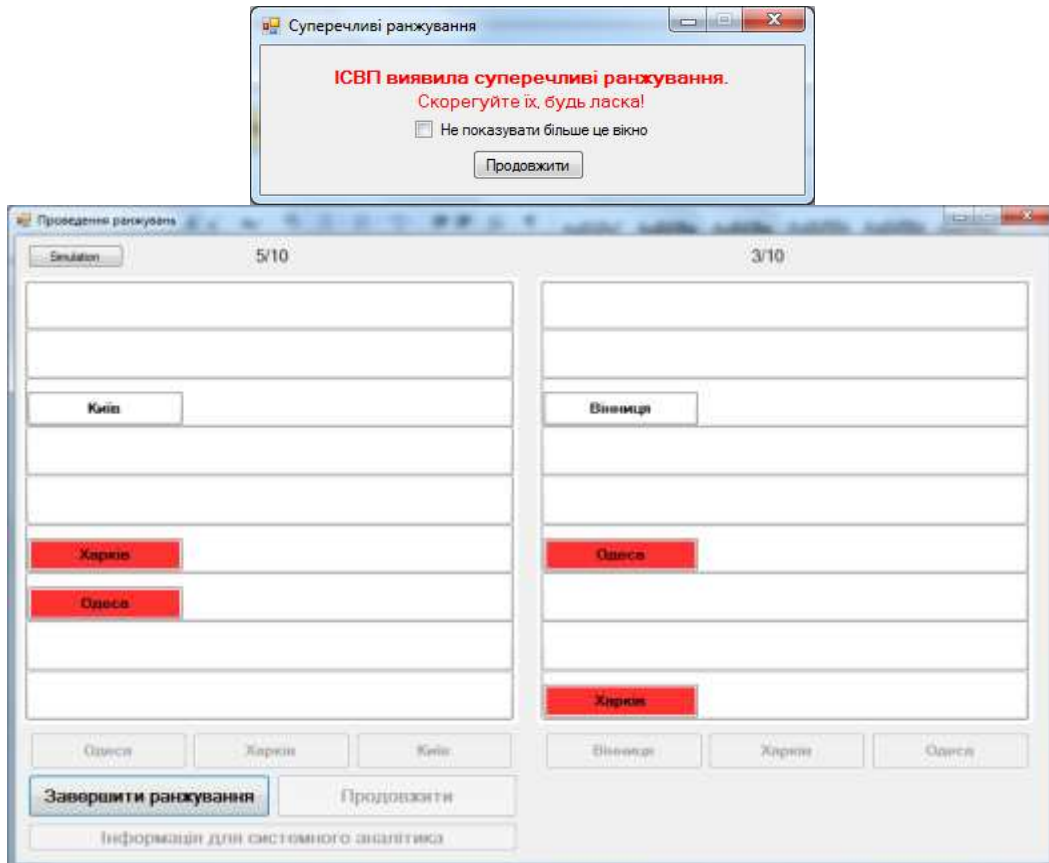 Суперечливі ранжування
ІСВП виявила суперечливі ранжування.
Скорегуйте їх, будь ласка!
Не показувати більше це вікно
Продовжити
Проведення ранжувань
Simulation 5/10 3/10
Київ Вінниця
Харків Одеса
Одеса
Харків
Одеса Харків Київ Вінниця Харків Одеса
Завершити ранжування Продовжити
Інформація для системного аналітика